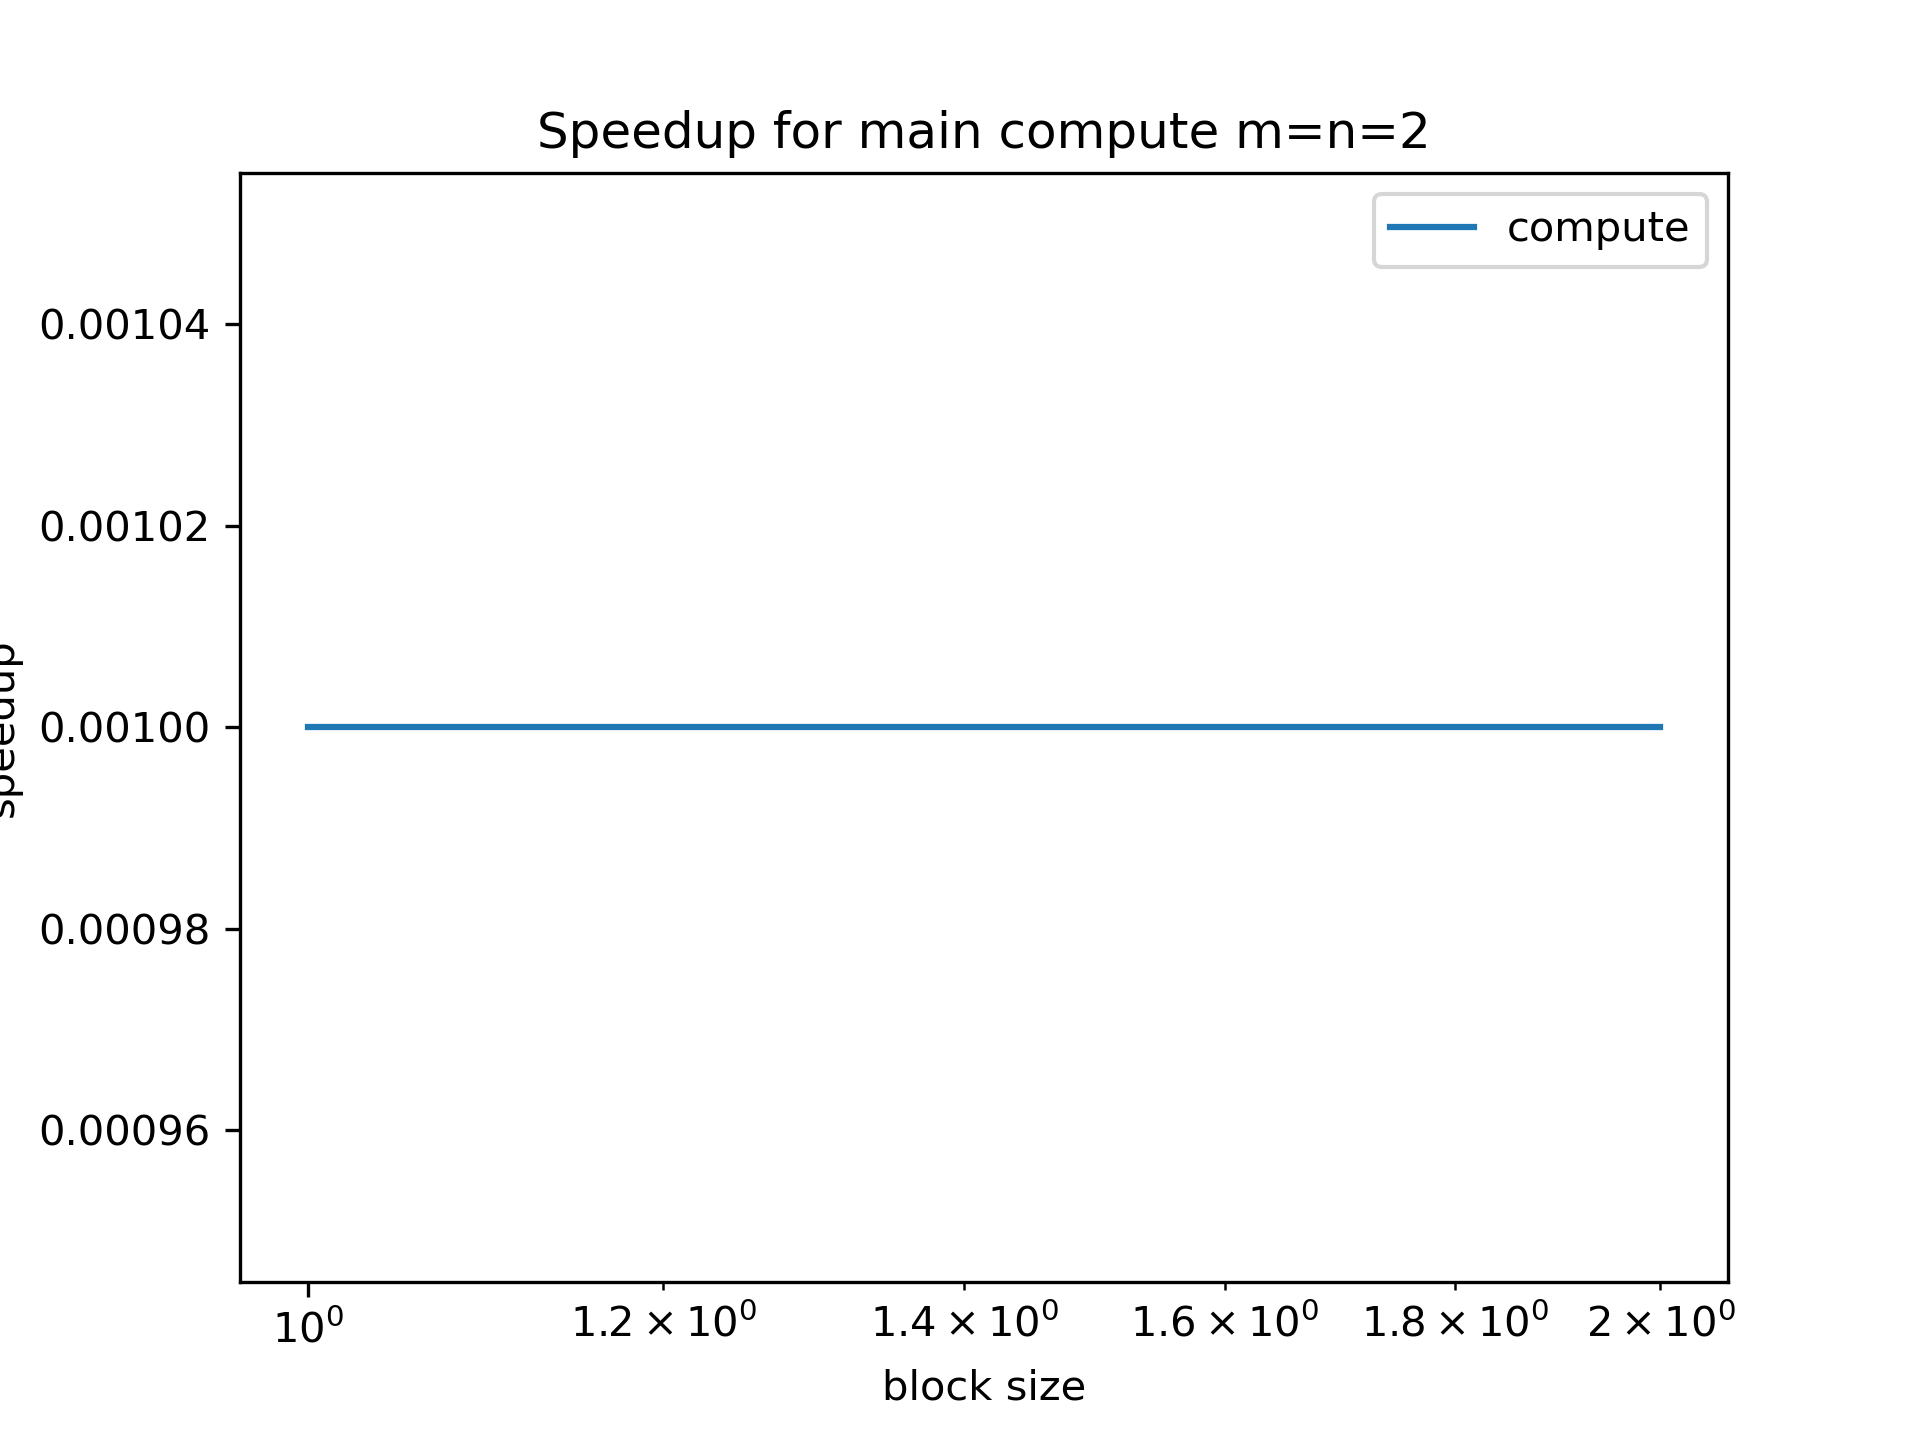 Speedup for main compute m=n=2
compute
0.00104
0.00102
0.00100
0.00098
0.00096
speedup
10⁰
1.2 × 10⁰
1.4 × 10⁰
1.6 × 10⁰
1.8 × 10⁰
2 × 10⁰
block size